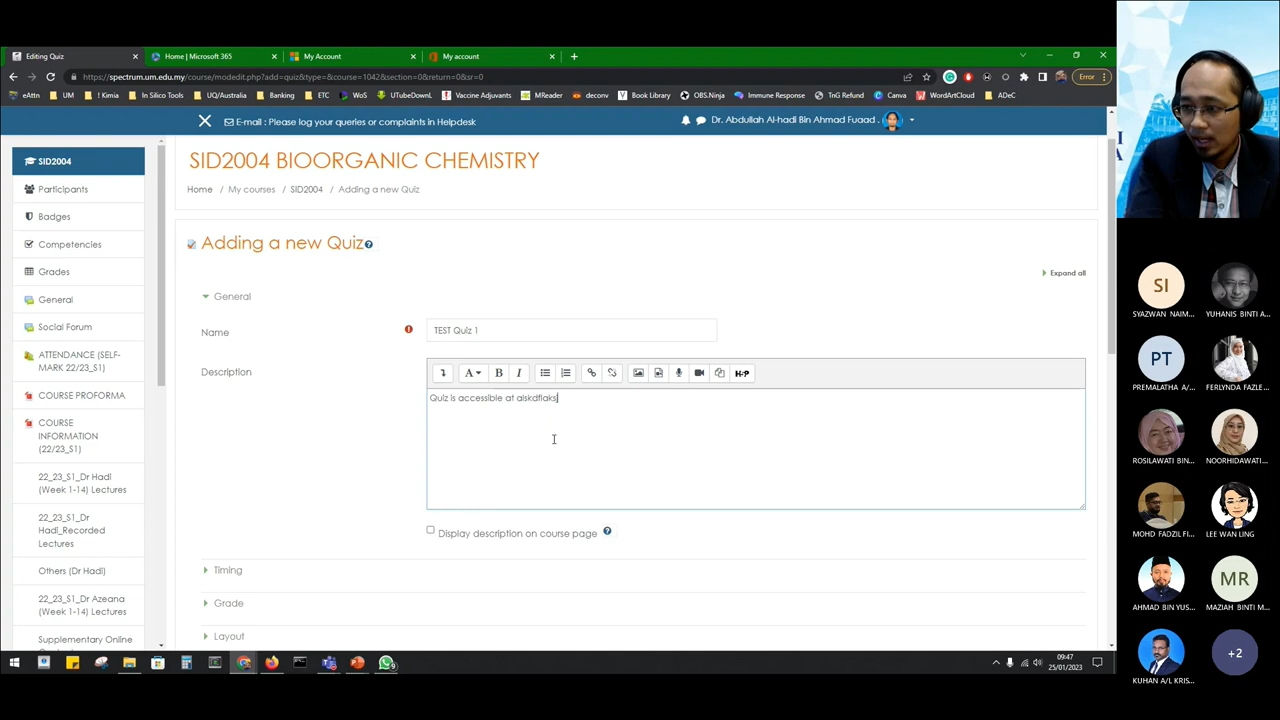 Editing Quiz
Home | Microsoft 365
My Account
My account
https://spectrum.um.edu.my/course/modedit.php?add=quiz&type=&course=1042&section=0&return=0&sr=0
Error
eAttn
UM
! Kimia
In Silico Tools
UQ/Australia
Banking
ETC
WoS
UTubeDownL
Vaccine Adjuvants
MReader
deconv
Book Library
OBS.Ninja
Immune Response
TnG Refund
Canva
WordArtCloud
ADeC
E-mail : Please log your queries or complaints in Helpdesk
Dr. Abdullah Al-hadi Bin Ahmad Fuaad .
SID2004
Participants
Badges
Competencies
Grades
General
Social Forum
ATTENDANCE (SELF-
MARK 22/23_S1)
COURSE PROFORMA
COURSE
INFORMATION
(22/23_S1)
22_23_S1_Dr Hadi
(Week 1-14) Lectures
22_23_S1_Dr
Hadi_Recorded
Lectures
Others (Dr Hadi)
22_23_S1_Dr Azeana
(Week 1-14) Lectures
Supplementary Online
SID2004 BIOORGANIC CHEMISTRY
Home / My courses / SID2004 / Adding a new Quiz
Adding a new Quiz
Expand all
General
Name
TEST Quiz 1
Description
A B I
H-P
Quiz is accessible at alskdflaks
Display description on course page
Timing
Grade
Layout
SI
SYAZWAN NAIM...
YUHANIS BINTI A...
PT
PREMALATHA A/...
FERLYNDA FAZLE...
ROSILAWATI BIN...
NOORHIDAWATI...
MOHD FADZIL FI...
LEE WAN LING
AHMAD BIN YUS...
MR
MAZIAH BINTI M...
KUHAN A/L KRIS...
+2
09:47
25/01/2023